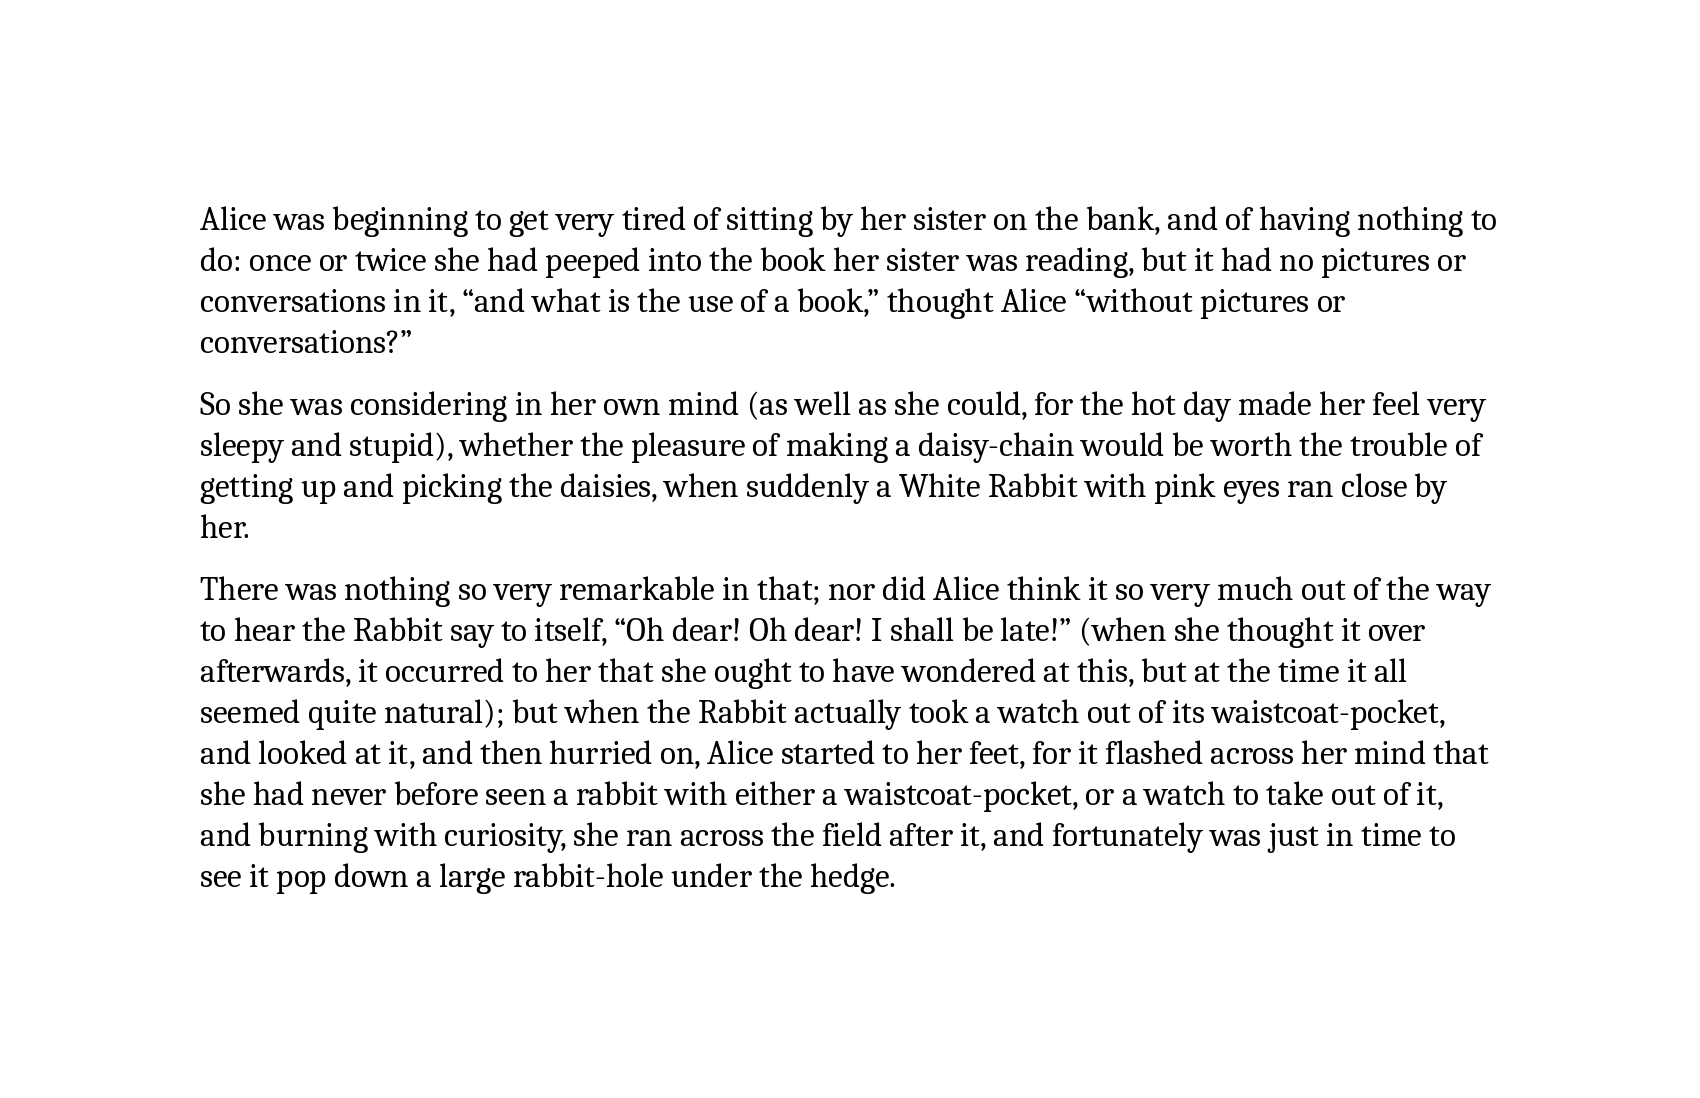 Alice was beginning to get very tired of sitting by her sister on the bank, and of having nothing to
do: once or twice she had peeped into the book her sister was reading, but it had no pictures or
conversations in it, “and what is the use of a book,” thought Alice “without pictures or
conversations?”
So she was considering in her own mind (as well as she could, for the hot day made her feel very
sleepy and stupid), whether the pleasure of making a daisy-chain would be worth the trouble of
getting up and picking the daisies, when suddenly a White Rabbit with pink eyes ran close by
her.
There was nothing so very remarkable in that; nor did Alice think it so very much out of the way
to hear the Rabbit say to itself, “Oh dear! Oh dear! I shall be late!” (when she thought it over
afterwards, it occurred to her that she ought to have wondered at this, but at the time it all
seemed quite natural); but when the Rabbit actually took a watch out of its waistcoat-pocket,
and looked at it, and then hurried on, Alice started to her feet, for it flashed across her mind that
she had never before seen a rabbit with either a waistcoat-pocket, or a watch to take out of it,
and burning with curiosity, she ran across the field after it, and fortunately was just in time to
see it pop down a large rabbit-hole under the hedge.